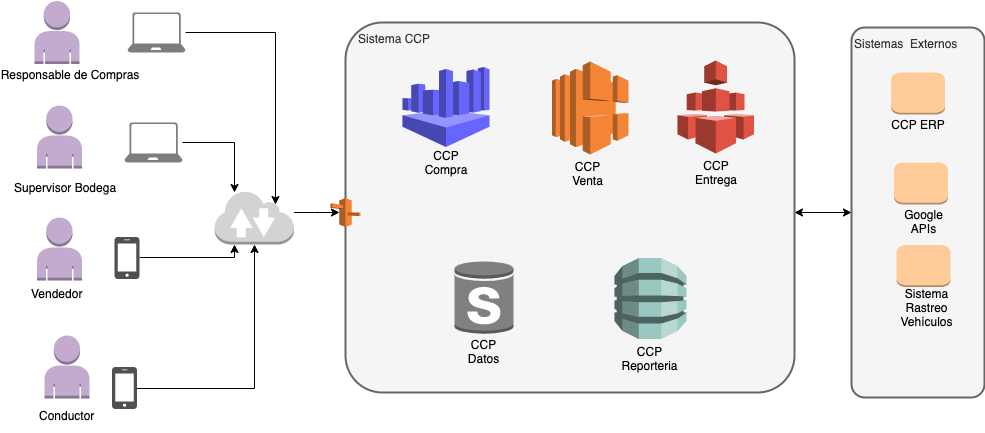 Responsable de Compras
Supervisor Bodega
Vendedor
Conductor
Sistema CCP
CCP
Compra
CCP
Venta
CCP
Entrega
S
CCP
Datos
CCP
Reporteria
Sistemas Externos
CCP ERP
Google
APIs
Sistema
Rastreo
Vehículos